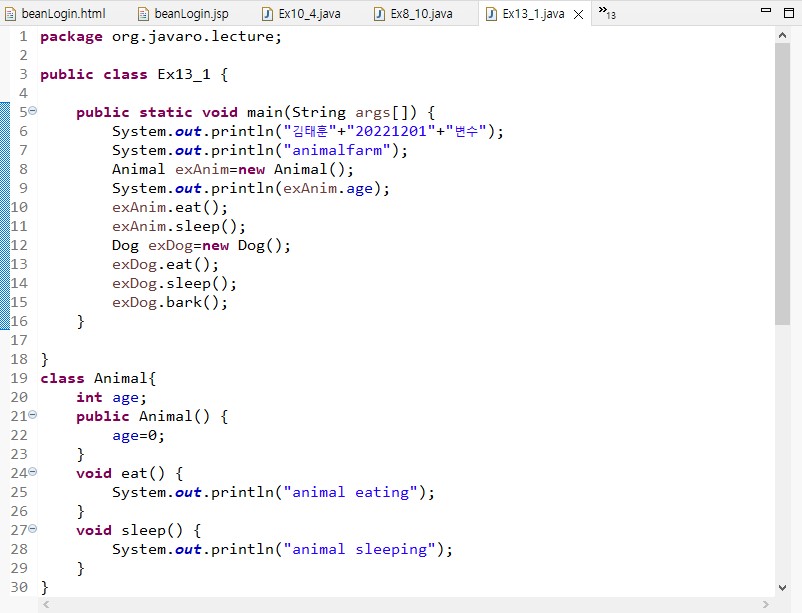 beanLogin.html beanLogin.jsp Ex10_4.java Ex8_10.java Ex13_1.java »13
1 package org.javaro.lecture;
2
3 public class Ex13_1 {
4
5 public static void main(String args[]) {
6 System.out.println("김태훈"+"20221201"+"변수");
7 System.out.println("animalfarm");
8 Animal exAnim=new Animal();
9 System.out.println(exAnim.age);
10 exAnim.eat();
11 exAnim.sleep();
12 Dog exDog=new Dog();
13 exDog.eat();
14 exDog.sleep();
15 exDog.bark();
16 }
17
18 }
19 class Animal{
20 int age;
21 public Animal() {
22 age=0;
23 }
24 void eat() {
25 System.out.println("animal eating");
26 }
27 void sleep() {
28 System.out.println("animal sleeping");
29 }
30 }